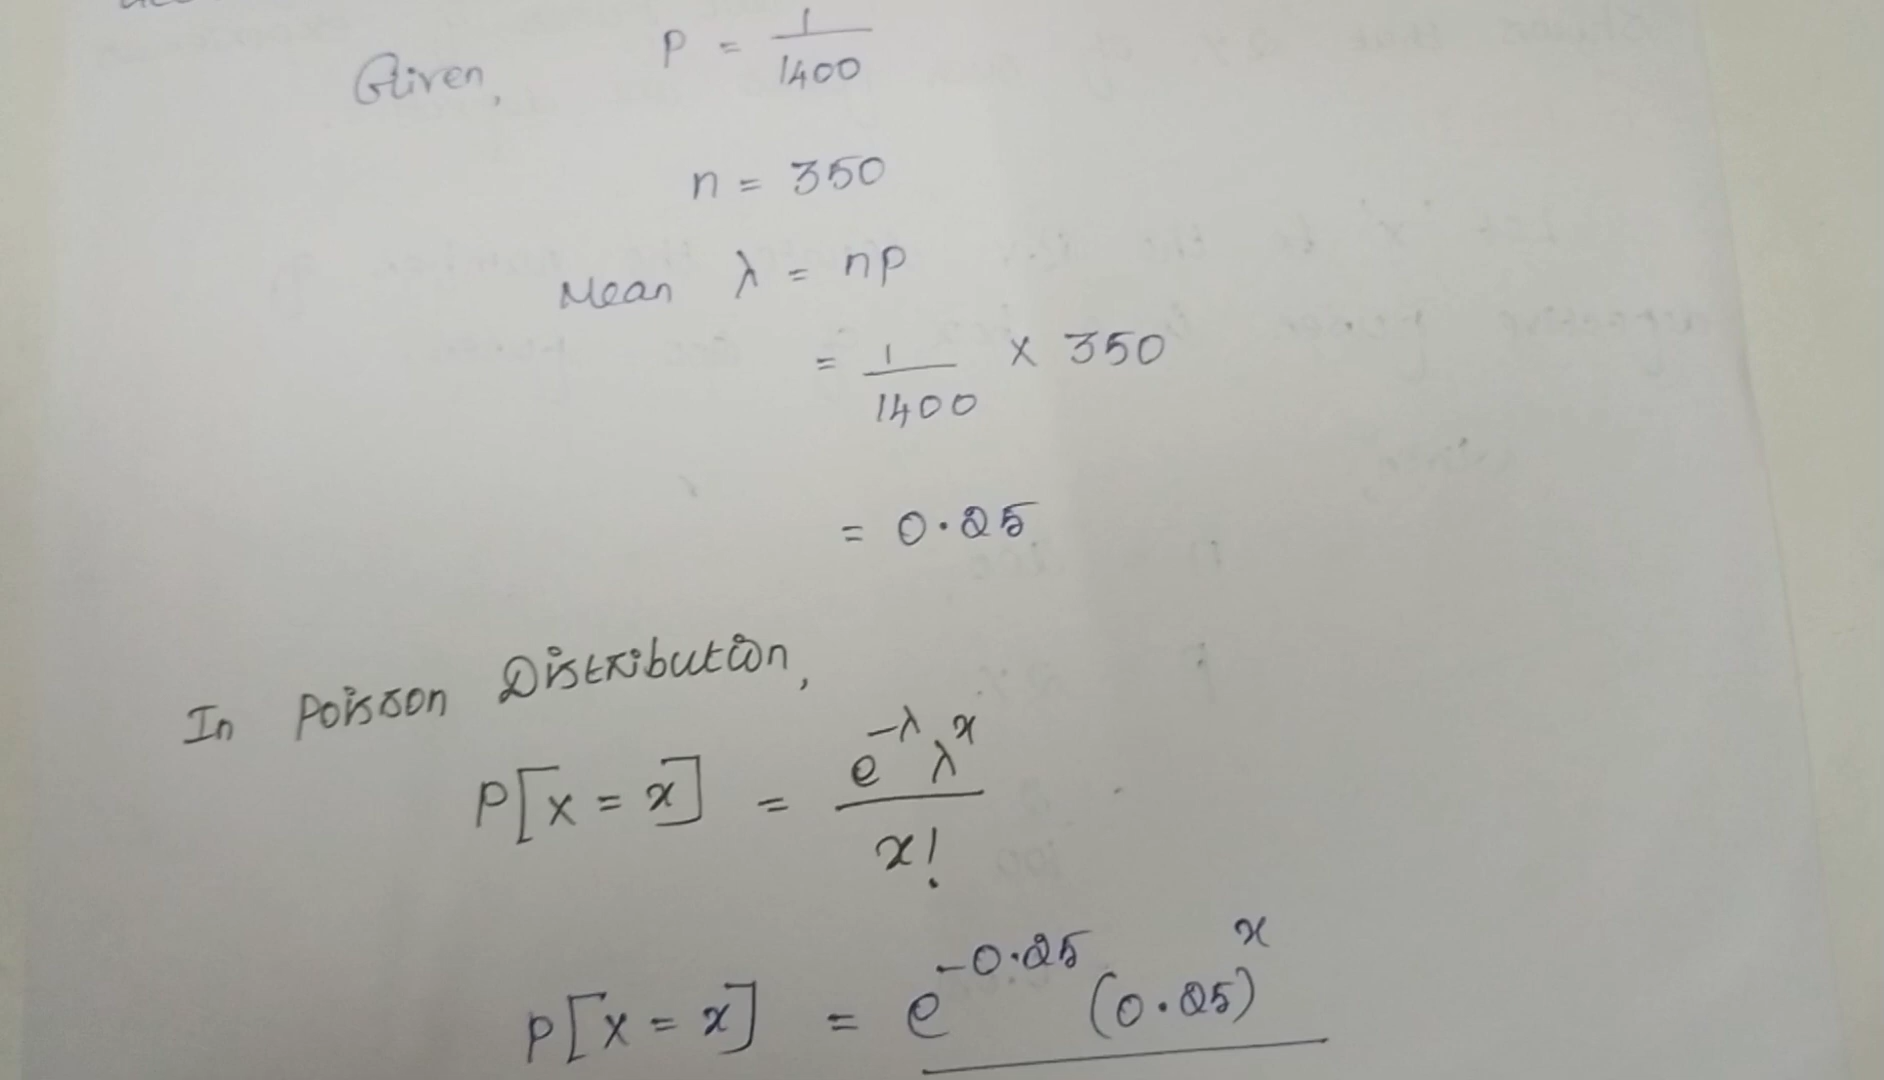 Given, P = 1/1400
n = 350
Mean λ = np
= 1/1400 × 350
= 0.25
In Poisson Distribution,
P[x = x] = e^-λ λ^x / x!
P[x = x] = e^-0.25 (0.25)^x